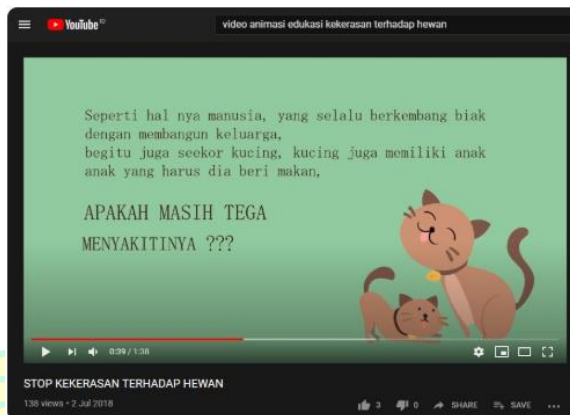 YouTube ID
video animasi edukasi kekerasan terhadap hewan
Seperti hal nya manusia, yang selalu berkembang biak
dengan membangun keluarga,
begitu juga seekor kucing, kucing juga memiliki anak
anak yang harus dia beri makan,
APAKAH MASIH TEGA
MENYAKITINYA ???
0:39 / 1:38
STOP KEKERASAN TERHADAP HEWAN
138 views • 2 Jul 2018
3
0
SHARE
SAVE